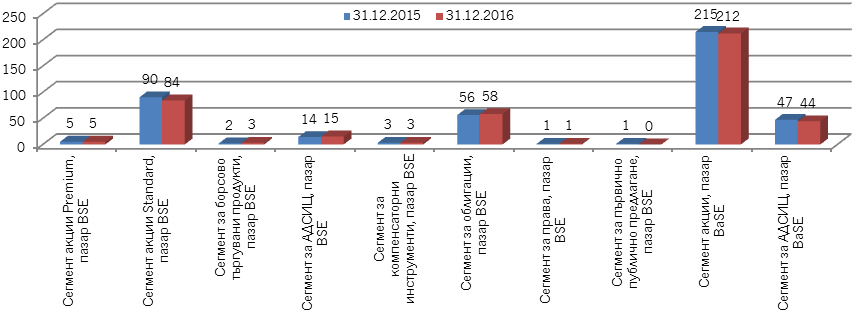 31.12.2015 31.12.2016
250
200
150
100
50
0
5 5
90 84
2 3
14 15
3 3
56 58
1 1
1 0
215 212
47 44
Сегмент акции Premium,
пазар BSE
Сегмент акции Standard,
пазар BSE
Сегмент за борсово
търгувани продукти,
пазар BSE
Сегмент за АДСИЦ, пазар
BSE
Сегмент за
компенсаторни
инструменти, пазар BSE
Сегмент за облигации,
пазар BSE
Сегмент за права, пазар
BSE
Сегмент за първично
публично предлагане,
пазар BSE
Сегмент акции, пазар
BaSE
Сегмент за АДСИЦ, пазар
BaSE